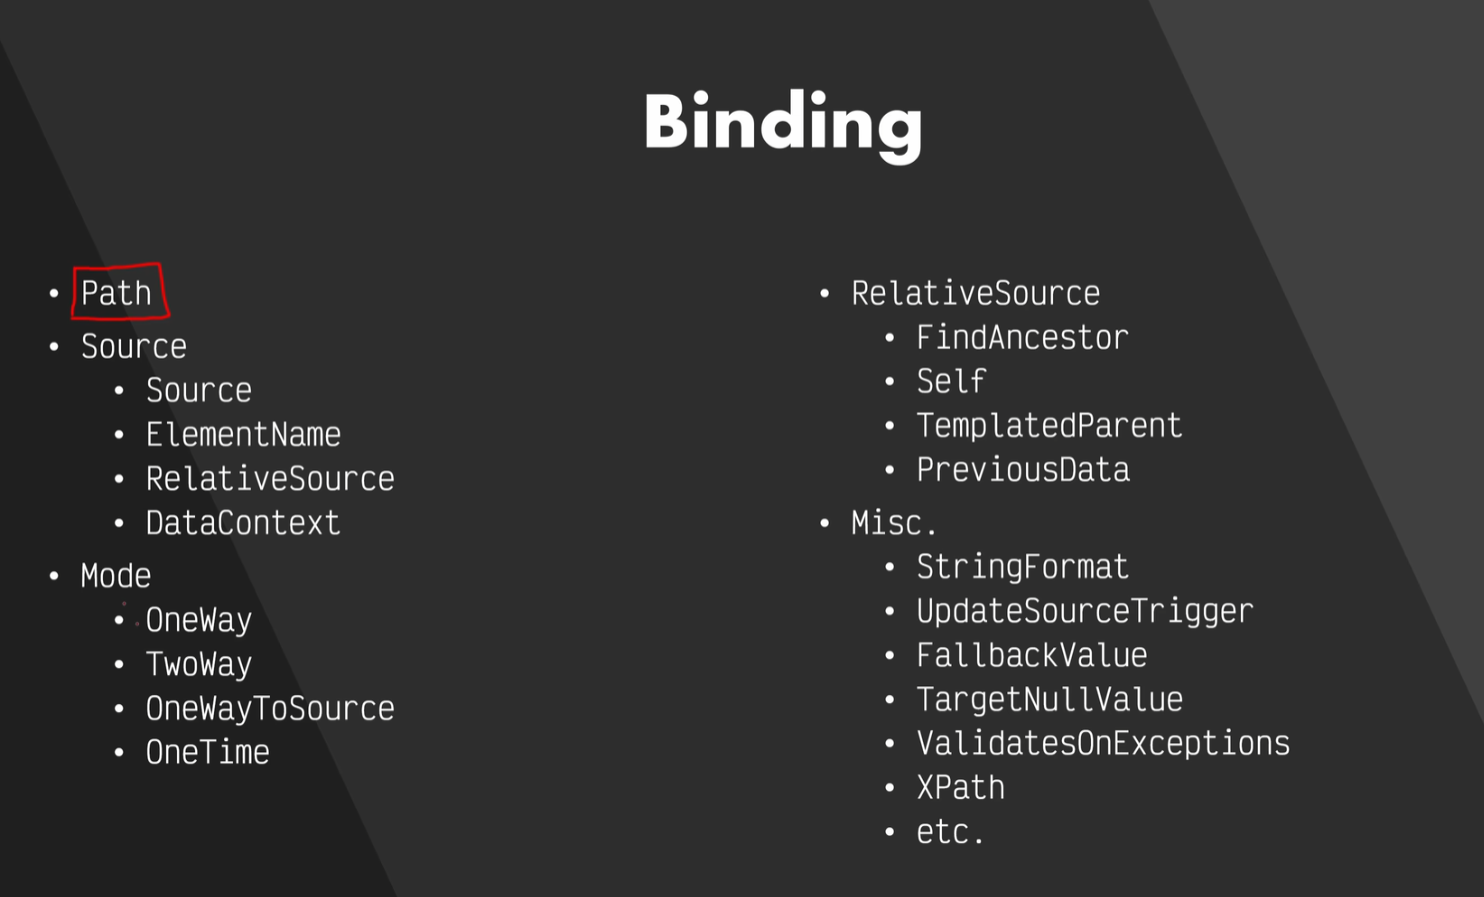 Binding
• Path
• Source
• Source
• ElementName
• RelativeSource
• DataContext
• Mode
• OneWay
• TwoWay
• OneWayToSource
• OneTime
• RelativeSource
• FindAncestor
• Self
• TemplatedParent
• PreviousData
• Misc.
• StringFormat
• UpdateSourceTrigger
• FallbackValue
• TargetNullValue
• ValidatesOnExceptions
• XPath
• etc.